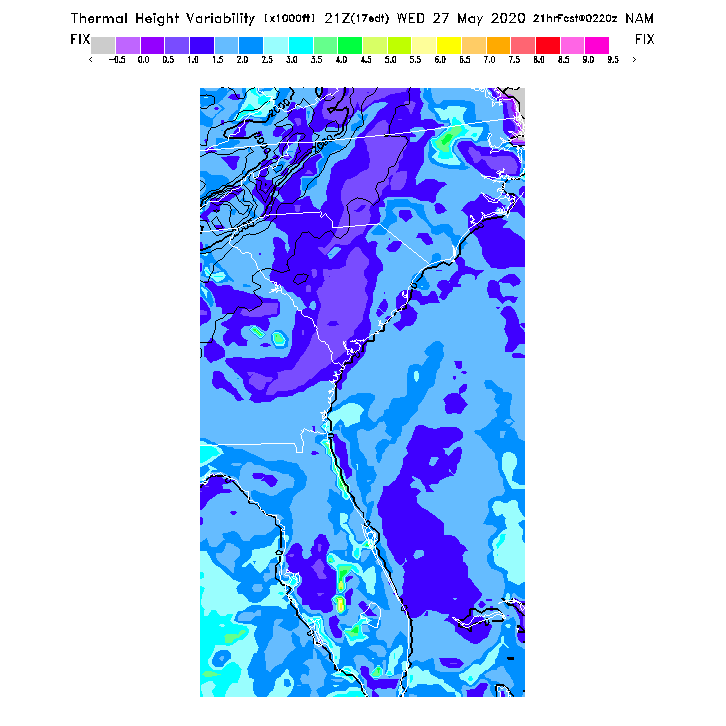 Thermal Height Variability [x1000ft] 21Z(17edt) WED 27 May 2020 21hrFcst@0220z NAM
FIX FIX
< -0.5 0.0 0.5 1.0 1.5 2.0 2.5 3.0 3.5 4.0 4.5 5.0 5.5 6.0 6.5 7.0 7.5 8.0 8.5 9.0 9.5 >
2000